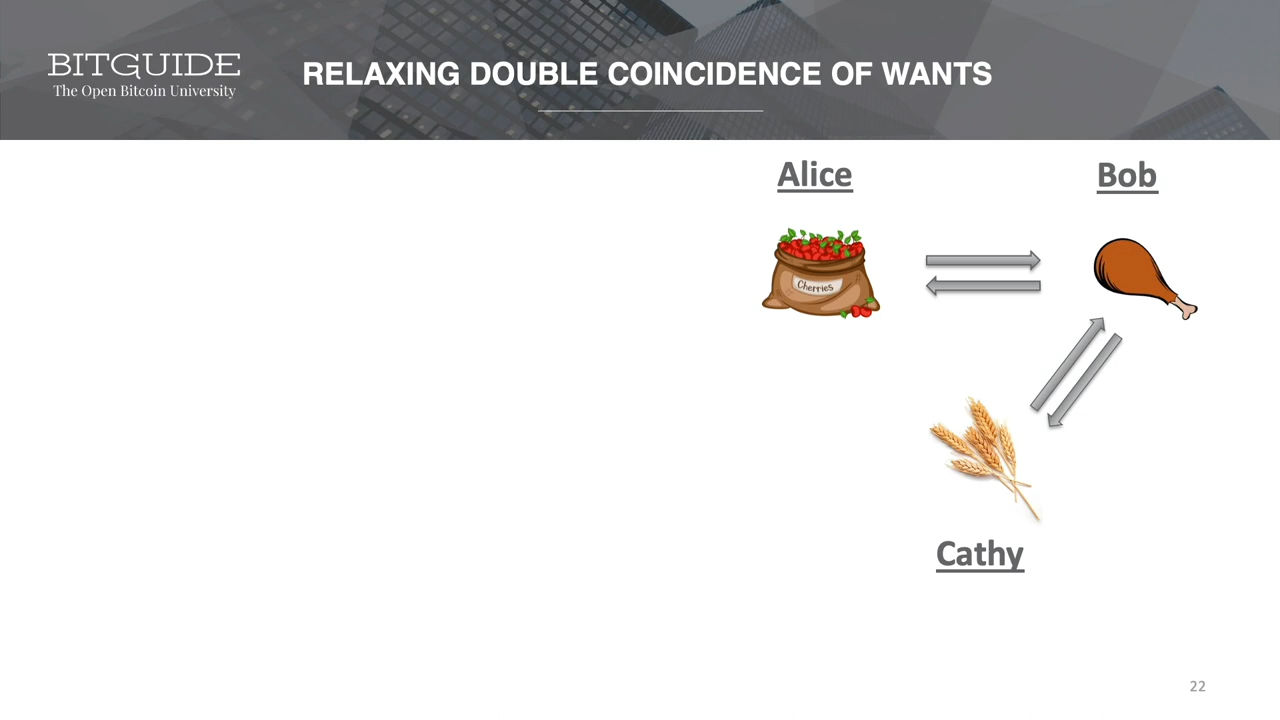 BITGUIDE
The Open Bitcoin University
RELAXING DOUBLE COINCIDENCE OF WANTS
Alice
Bob
Cherries
Cathy
22